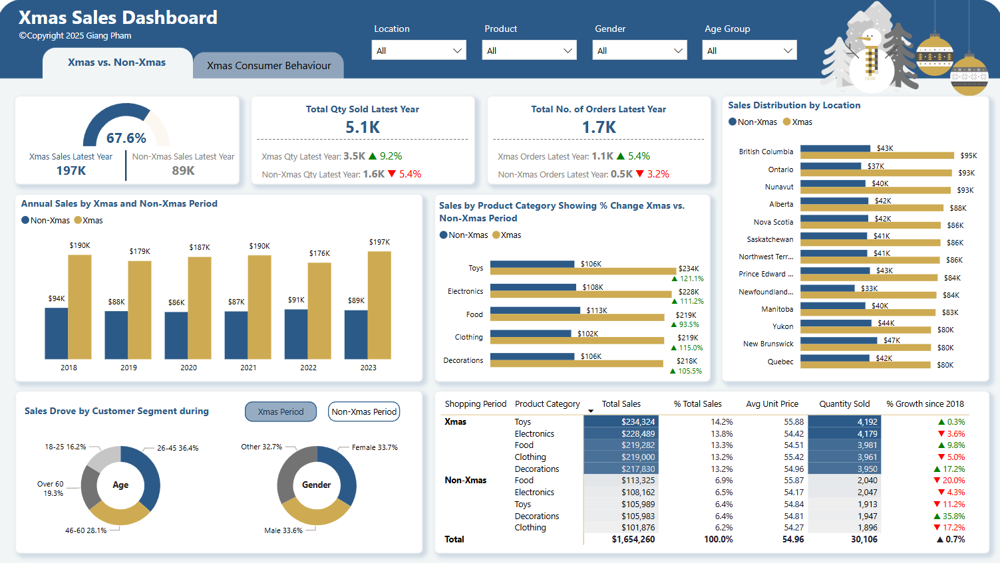 Xmas Sales Dashboard
©Copyright 2025 Giang Pham
Location
Product
Gender
Age Group
All
All
All
All
Xmas vs. Non-Xmas
Xmas Consumer Behaviour
67.6%
Xmas Sales Latest Year
197K
Non-Xmas Sales Latest Year
89K
Total Qty Sold Latest Year
5.1K
Xmas Qty Latest Year: 3.5K ▲ 9.2%
Non-Xmas Qty Latest Year: 1.6K ▼ 5.4%
Total No. of Orders Latest Year
1.7K
Xmas Orders Latest Year: 1.1K ▲ 5.4%
Non-Xmas Orders Latest Year: 0.5K ▼ 3.2%
Sales Distribution by Location
Non-Xmas Xmas
British Columbia $43K $95K
Ontario $37K $93K
Nunavut $40K $93K
Alberta $42K $88K
Nova Scotia $42K $86K
Saskatchewan $41K $86K
Northwest Terr... $41K $86K
Prince Edward ... $43K $84K
Newfoundland... $33K $84K
Manitoba $40K $83K
Yukon $44K $80K
New Brunswick $47K $80K
Quebec $42K $80K
Annual Sales by Xmas and Non-Xmas Period
Non-Xmas Xmas
$94K $190K
$88K $179K
$86K $187K
$87K $190K
$91K $176K
$89K $197K
2018 2019 2020 2021 2022 2023
Sales by Product Category Showing % Change Xmas vs.
Non-Xmas Period
Non-Xmas Xmas
Toys $106K $234K
▲ 121.1%
Electronics $108K $228K
▲ 111.2%
Food $113K $219K
▲ 93.5%
Clothing $102K $219K
▲ 115.0%
Decorations $106K $218K
▲ 105.5%
Sales Drove by Customer Segment during
Xmas Period
Non-Xmas Period
18-25 16.2%
26-45 36.4%
Over 60
19.3%
Age
46-60 28.1%
Other 32.7%
Female 33.7%
Gender
Male 33.6%
Shopping Period Product Category Total Sales % Total Sales Avg Unit Price Quantity Sold % Growth since 2018
Xmas Toys $234,324 14.2% 55.88 4,192 ▲ 0.3%
Electronics $228,489 13.8% 54.42 4,179 ▼ 3.6%
Food $219,282 13.3% 54.51 3,981 ▲ 9.8%
Clothing $219,000 13.2% 55.42 3,961 ▼ 5.0%
Decorations $217,830 13.2% 54.96 3,950 ▲ 17.2%
Non-Xmas Food $113,325 6.9% 55.87 2,040 ▼ 20.0%
Electronics $108,162 6.5% 54.17 2,047 ▼ 4.3%
Toys $105,989 6.4% 54.84 1,913 ▼ 11.2%
Decorations $105,983 6.4% 54.81 1,947 ▲ 35.8%
Clothing $101,876 6.2% 54.27 1,896 ▼ 17.2%
Total $1,654,260 100.0% 54.96 30,106 ▲ 0.7%